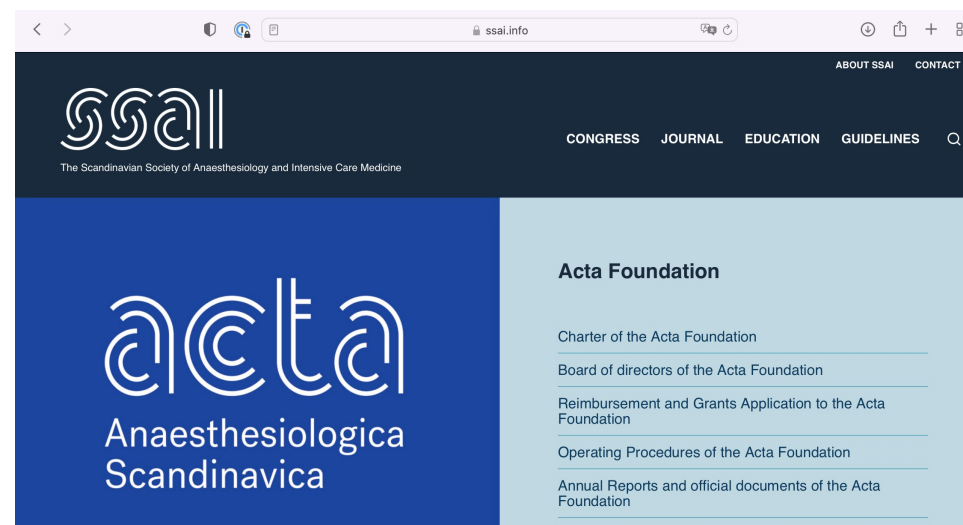 ssai.info
ABOUT SSAI CONTACT
ssai
CONGRESS JOURNAL EDUCATION GUIDELINES
The Scandinavian Society of Anaesthesiology and Intensive Care Medicine
acta
Anaesthesiologica
Scandinavica
Acta Foundation
Charter of the Acta Foundation
Board of directors of the Acta Foundation
Reimbursement and Grants Application to the Acta
Foundation
Operating Procedures of the Acta Foundation
Annual Reports and official documents of the Acta
Foundation